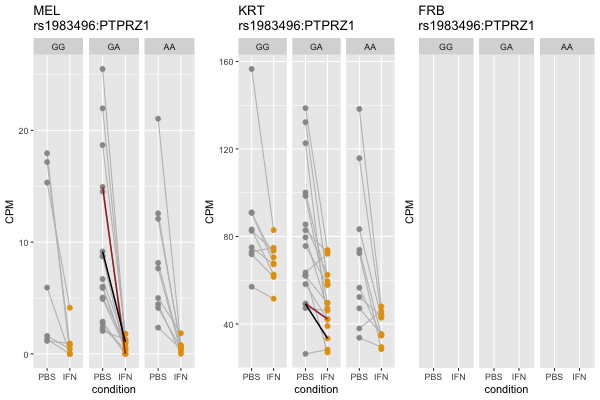 MEL
rs1983496:PTPRZ1
GG GA AA
20
10
0
CPM
PBS IFN PBS IFN PBS IFN
condition
KRT
rs1983496:PTPRZ1
GG GA AA
160
120
80
40
CPM
PBS IFN PBS IFN PBS IFN
condition
FRB
rs1983496:PTPRZ1
GG GA AA
CPM
PBS IFN PBS IFN PBS IFN
condition